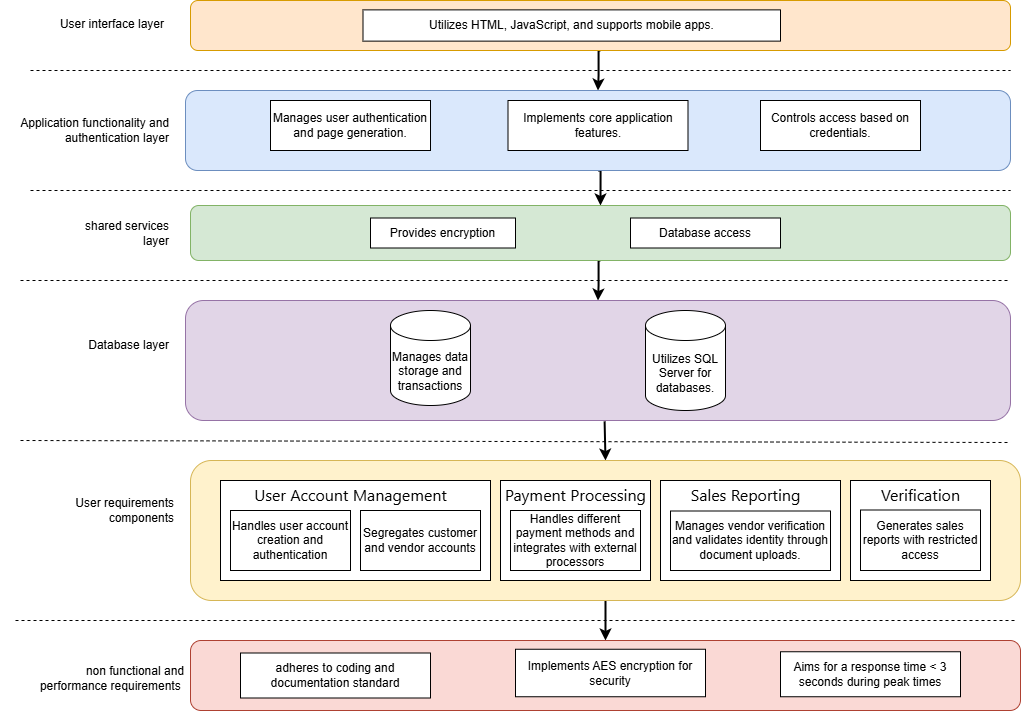 User interface layer
Utilizes HTML, JavaScript, and supports mobile apps.
Application functionality and
authentication layer
Manages user authentication
and page generation.
Implements core application
features.
Controls access based on
credentials.
shared services
layer
Provides encryption
Database access
Database layer
Manages data
storage and
transactions
Utilizes SQL
Server for
databases.
User requirements
components
User Account Management
Handles user account
creation and
authentication
Segregates customer
and vendor accounts
Payment Processing
Handles different
payment methods and
integrates with external
processors
Sales Reporting
Manages vendor verification
and validates identity through
document uploads.
Verification
Generates sales
reports with restricted
access
non functional and
performance requirements
adheres to coding and
documentation standard
Implements AES encryption for
security
Aims for a response time < 3
seconds during peak times